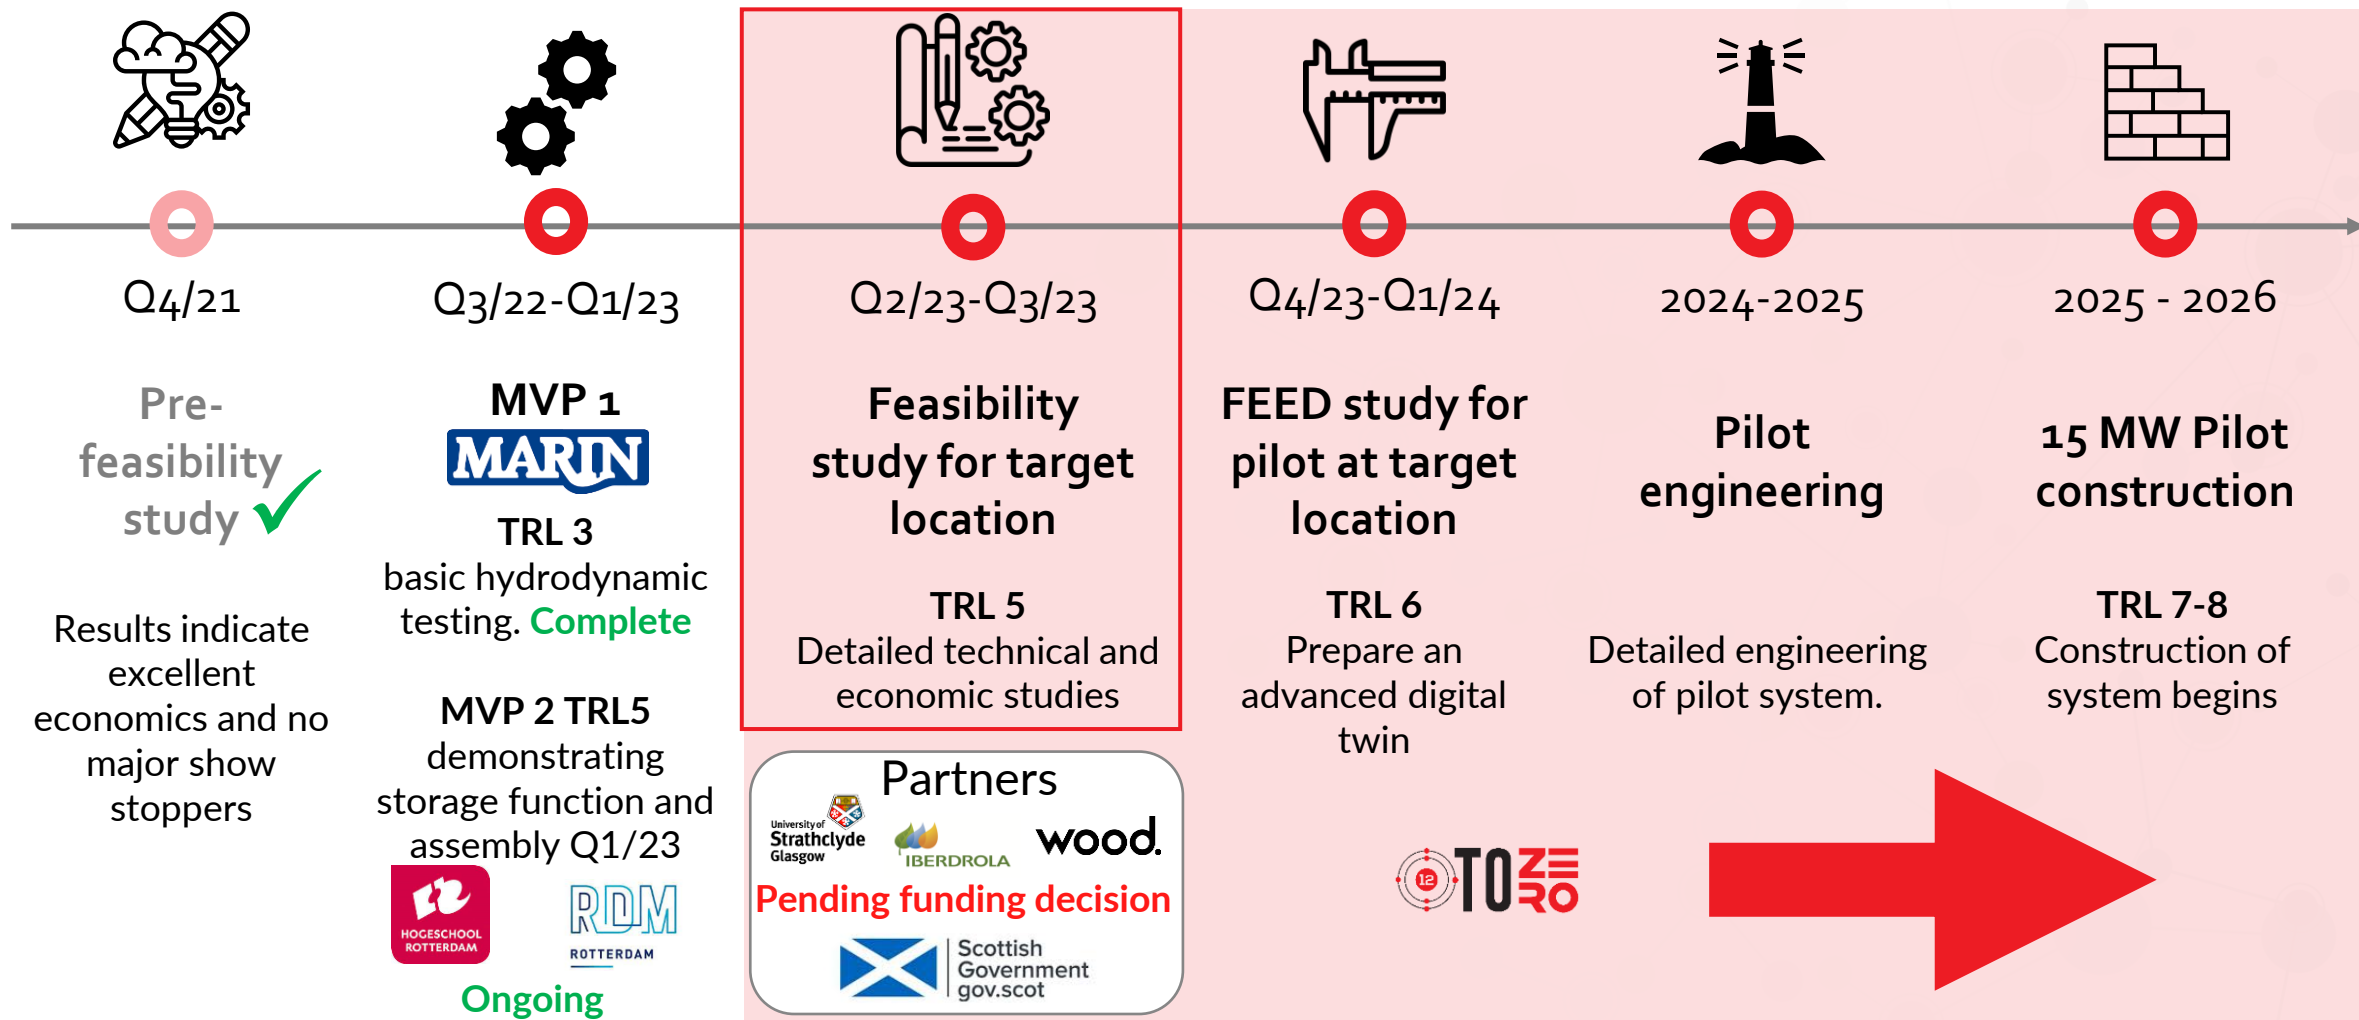 Q4/21
Pre-
feasibility
study
Results indicate
excellent
economics and no
major show
stoppers
Q3/22-Q1/23
MVP 1
MARIN
TRL 3
basic hydrodynamic
testing. Complete
MVP 2 TRL5
demonstrating
storage function and
assembly Q1/23
HOGESCHOOL
ROTTERDAM
RDM
ROTTERDAM
Ongoing
Q2/23-Q3/23
Feasibility
study for target
location
TRL 5
Detailed technical and
economic studies
Partners
University of
Strathclyde
Glasgow
IBERDROLA
wood.
Pending funding decision
Scottish
Government
gov.scot
Q4/23-Q1/24
FEED study for
pilot at target
location
TRL 6
Prepare an
advanced digital
twin
12 TO ZERO
2024-2025
Pilot
engineering
Detailed engineering
of pilot system.
2025 - 2026
15 MW Pilot
construction
TRL 7-8
Construction of
system begins